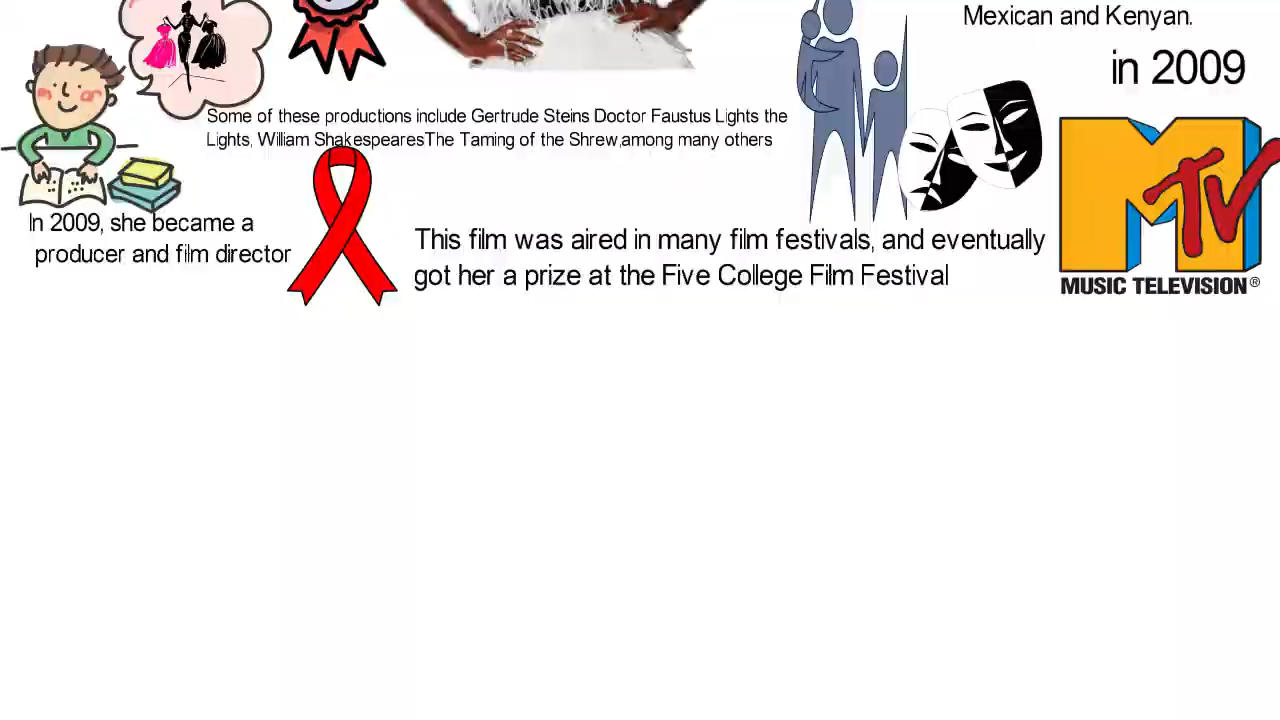 Mexican and Kenyan.
in 2009
Some of these productions include Gertrude Steins Doctor Faustus Lights the
Lights, William ShakespearesThe Taming of the Shrew,among many others
In 2009, she became a
producer and film director
This film was aired in many film festivals, and eventually
got her a prize at the Five College Film Festival
MTV
MUSIC TELEVISION®